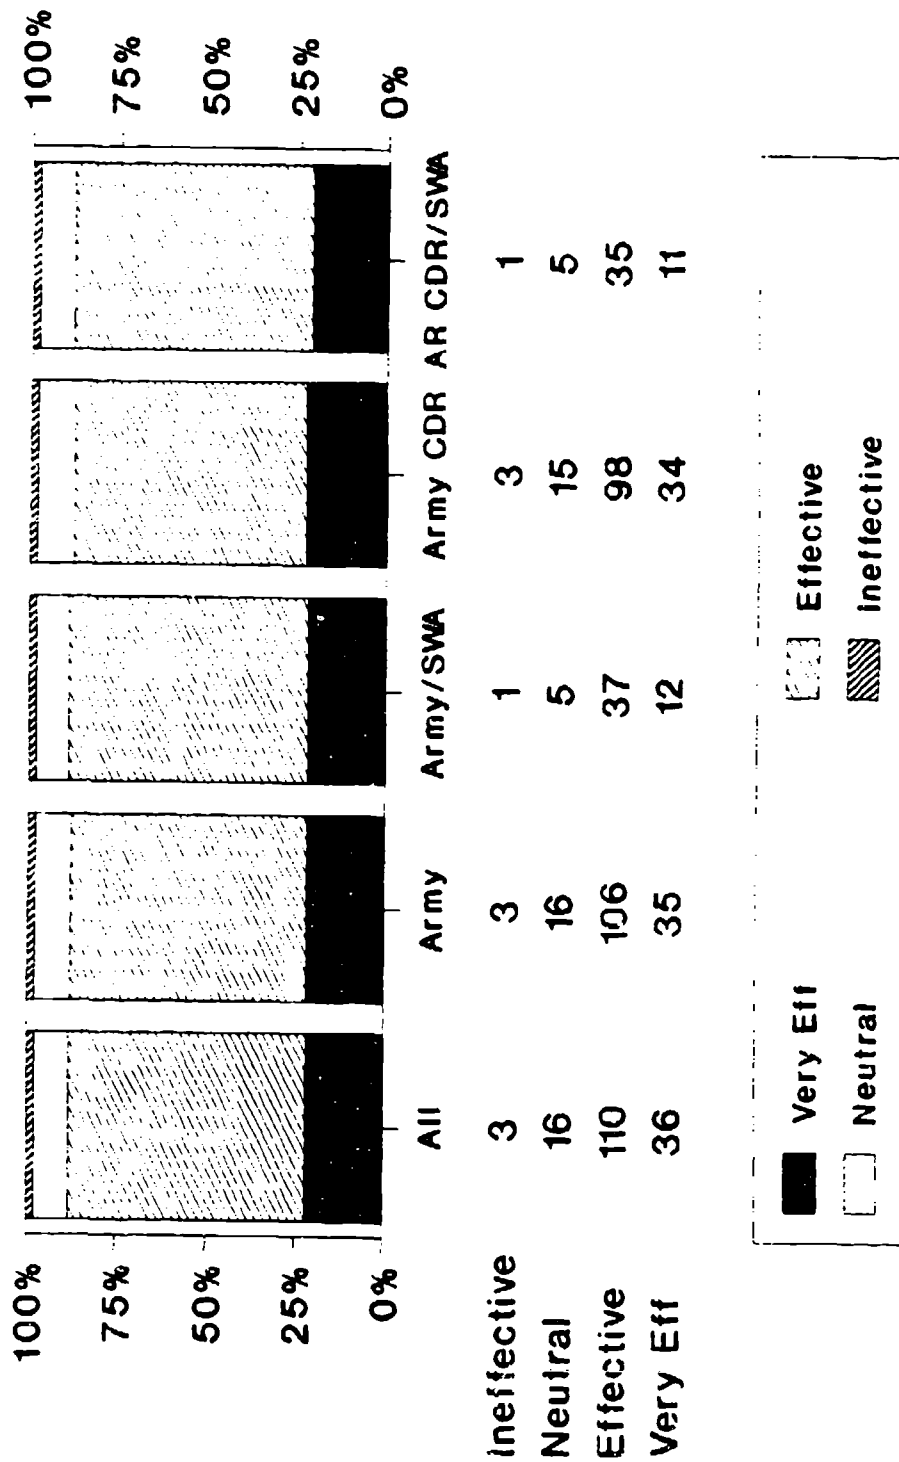 100% 100%
75% 75%
50% 50%
25% 25%
0% 0%
All Army Army/SWA Army CDR AR CDR/SWA
Ineffective 3 3 1 3 1
Neutral 16 16 5 15 5
Effective 110 106 37 98 35
Very Eff 36 35 12 34 11
Very Eff Effective
Neutral Ineffective